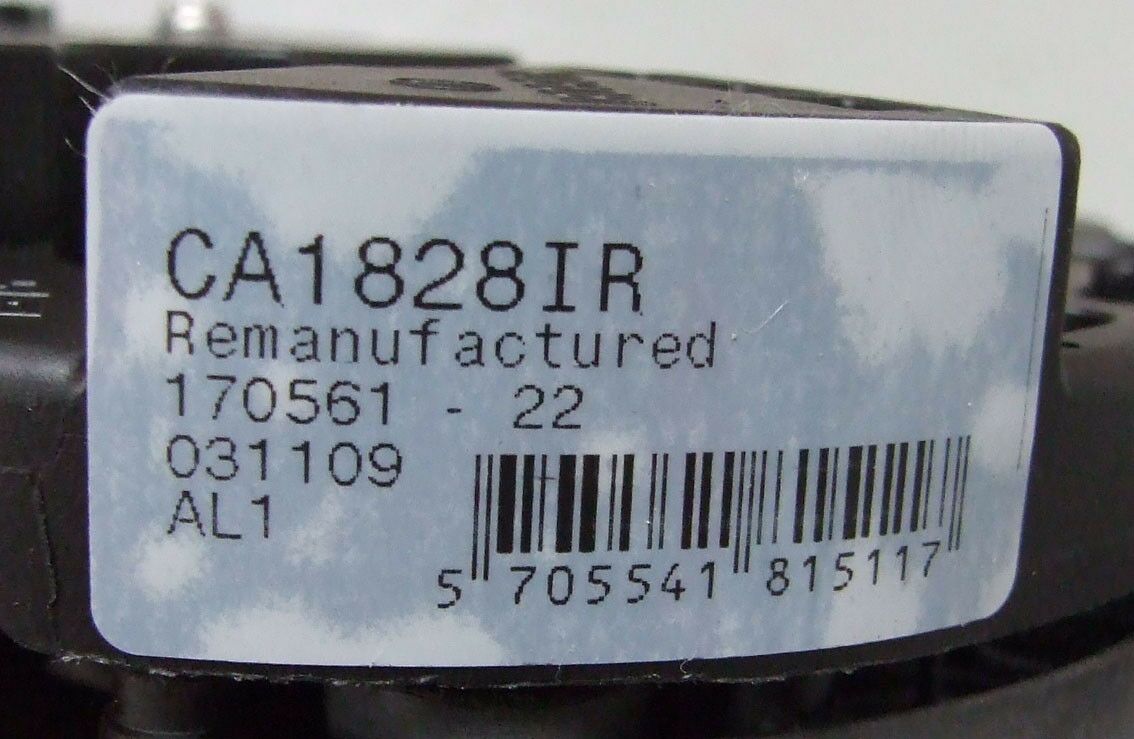 CA1828IR
Remanufactured
170561 - 22
031109
AL1
5 705541 815117